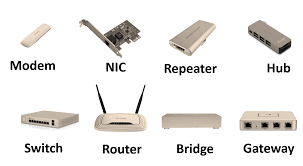 Modem NIC Repeater Hub
Switch Router Bridge Gateway